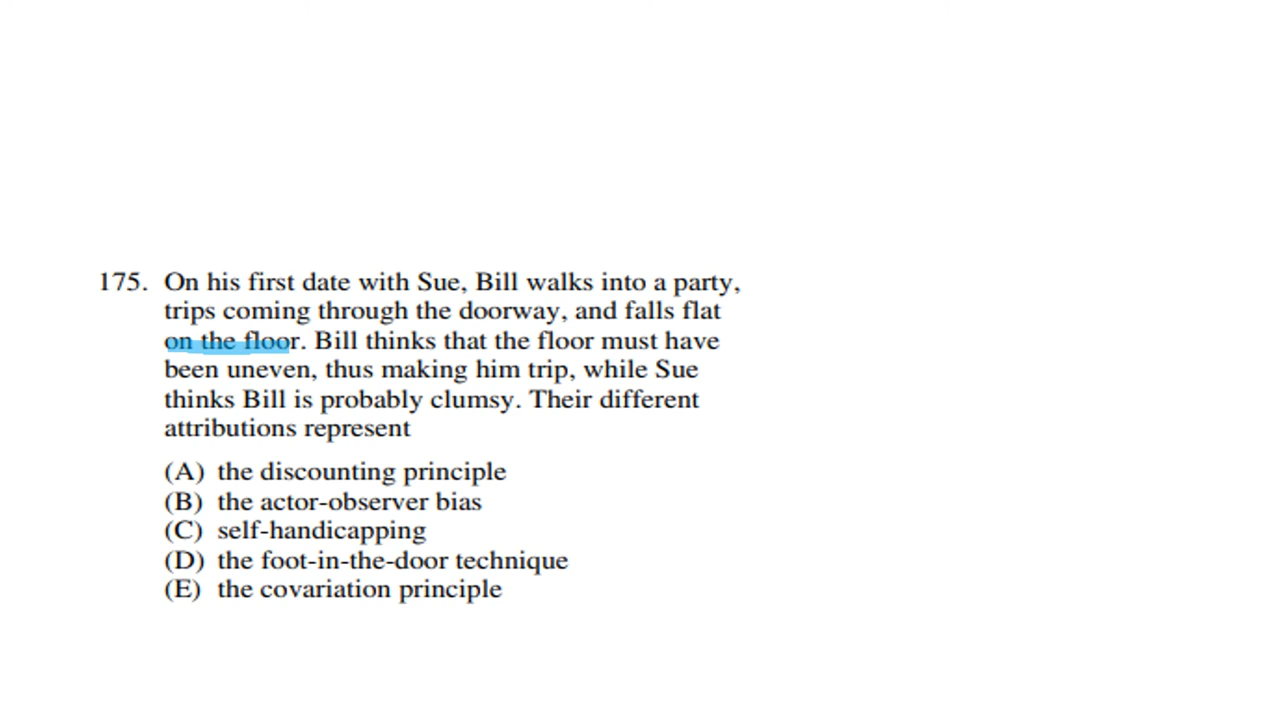 175. On his first date with Sue, Bill walks into a party,
trips coming through the doorway, and falls flat
on the floor. Bill thinks that the floor must have
been uneven, thus making him trip, while Sue
thinks Bill is probably clumsy. Their different
attributions represent
(A) the discounting principle
(B) the actor-observer bias
(C) self-handicapping
(D) the foot-in-the-door technique
(E) the covariation principle